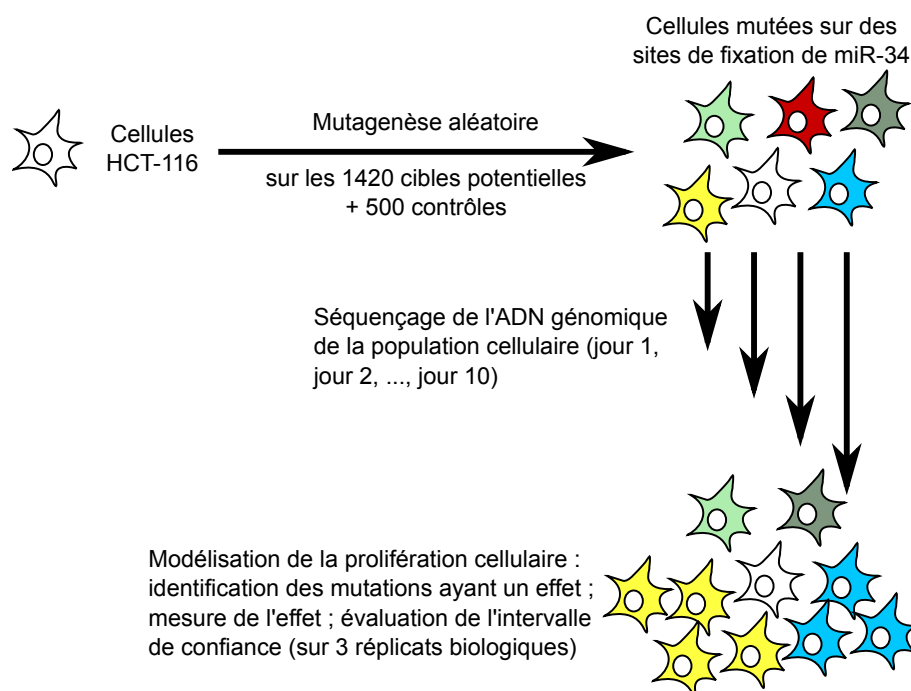 Cellules mutées sur des
sites de fixation de miR-34
Cellules
HCT-116
Mutagenèse aléatoire
sur les 1420 cibles potentielles
+ 500 contrôles
Séquençage de l'ADN génomique
de la population cellulaire (jour 1,
jour 2, ..., jour 10)
Modélisation de la prolifération cellulaire :
identification des mutations ayant un effet ;
mesure de l'effet ; évaluation de l'intervalle
de confiance (sur 3 réplicats biologiques)